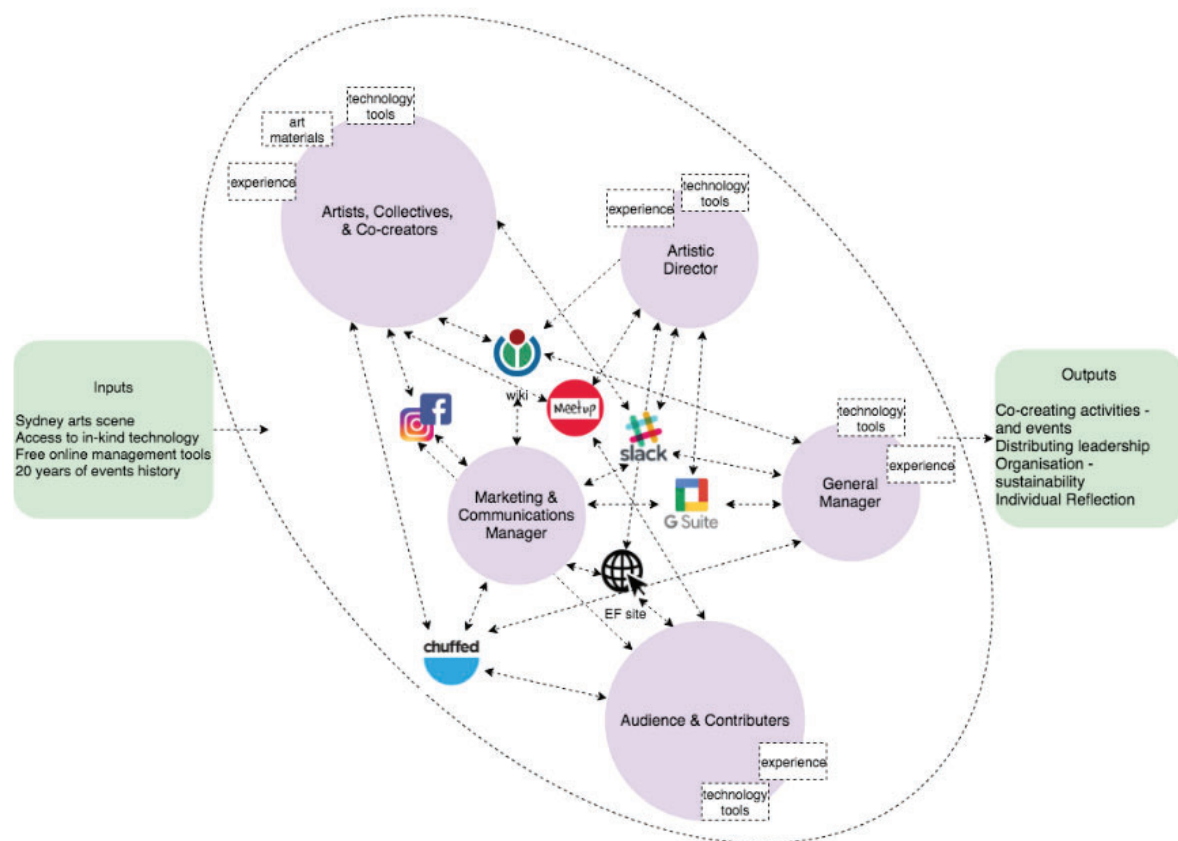 technology
tools
art
materials
experience
Artists, Collectives,
& Co-creators
technology
tools
experience
Artistic
Director
Inputs
Sydney arts scene
Access to in-kind technology
Free online management tools
20 years of events history
wiki
Meetup
slack
G Suite
Marketing &
Communications
Manager
technology
tools
experience
General
Manager
Outputs
Co-creating activities -
and events
Distributing leadership
Organisation -
sustainability
Individual Reflection
EF site
chuffed
Audience & Contributers
experience
technology
tools